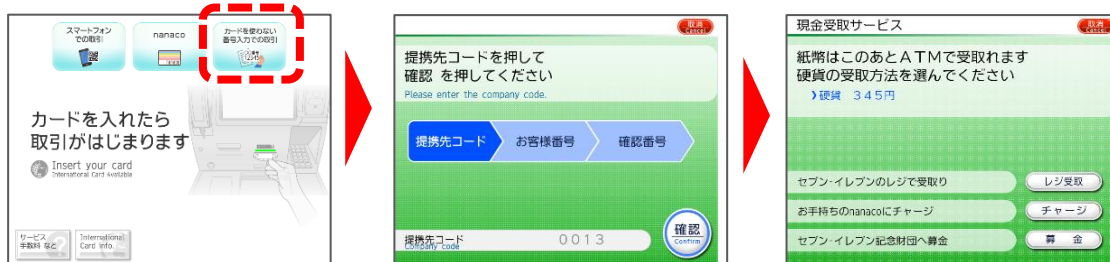 スマートフォン
での取引
nanaco
カードを使わない
番号入力での取引
12345
カードを入れたら
取引がはじまります
Insert your card
International Card Available
サービス
手数料 など
International
Card info.
取消
Cancel
提携先コードを押して
確認 を押してください
Please enter the company code.
提携先コード
お客様番号
確認番号
提携先コード
Company code
0013
確認
Confirm
現金受取サービス
取消
Cancel
紙幣はこのあとATMで受取れます
硬貨の受取方法を選んでください
》硬貨 345円
セブン-イレブンのレジで受取り
レジ受取
お手持ちのnanacoにチャージ
チャージ
セブン-イレブン記念財団へ募金
募 金